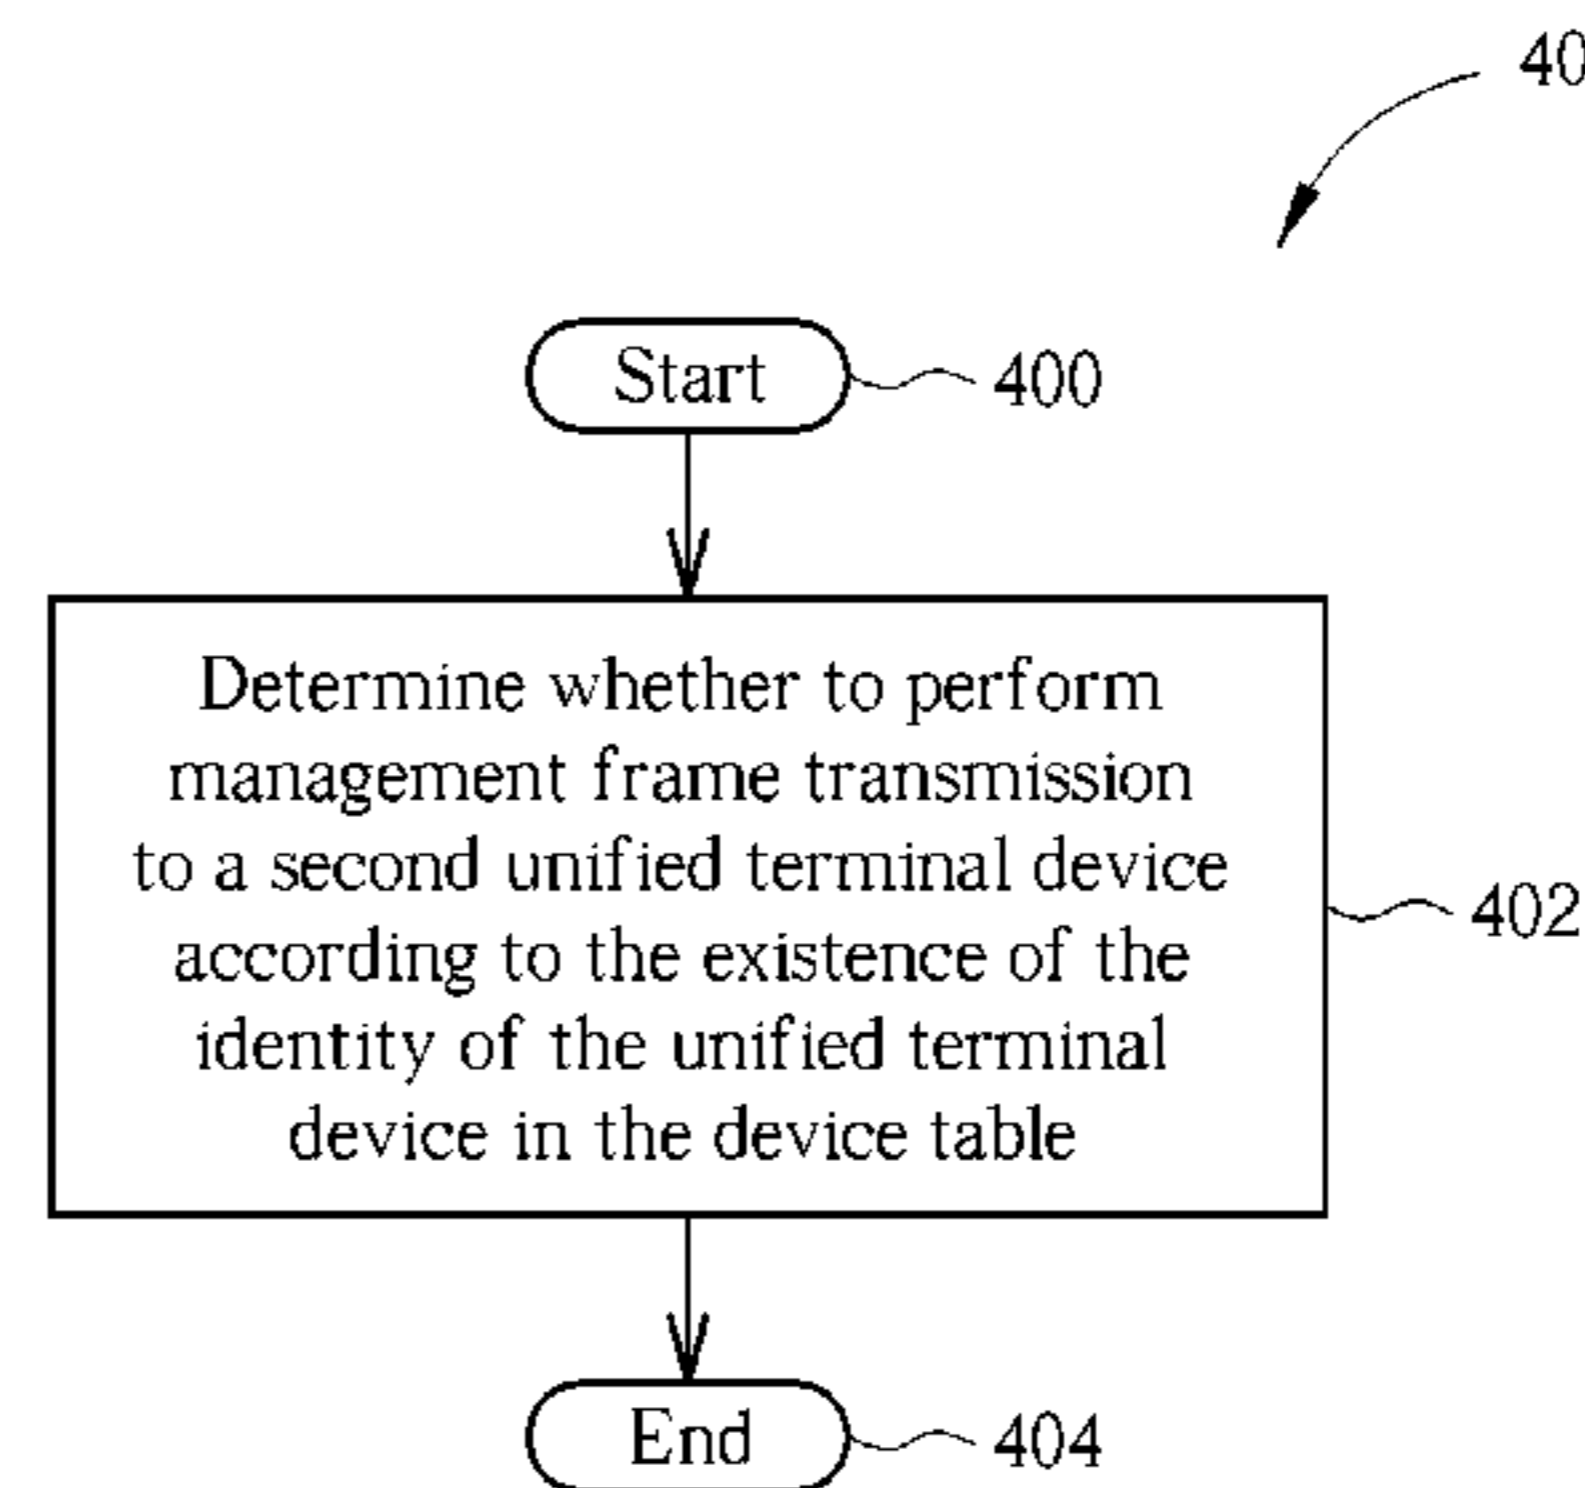 40
Start
400
Determine whether to perform
management frame transmission
to a second unified terminal device
according to the existence of the
identity of the unified terminal
device in the device table
402
End
404